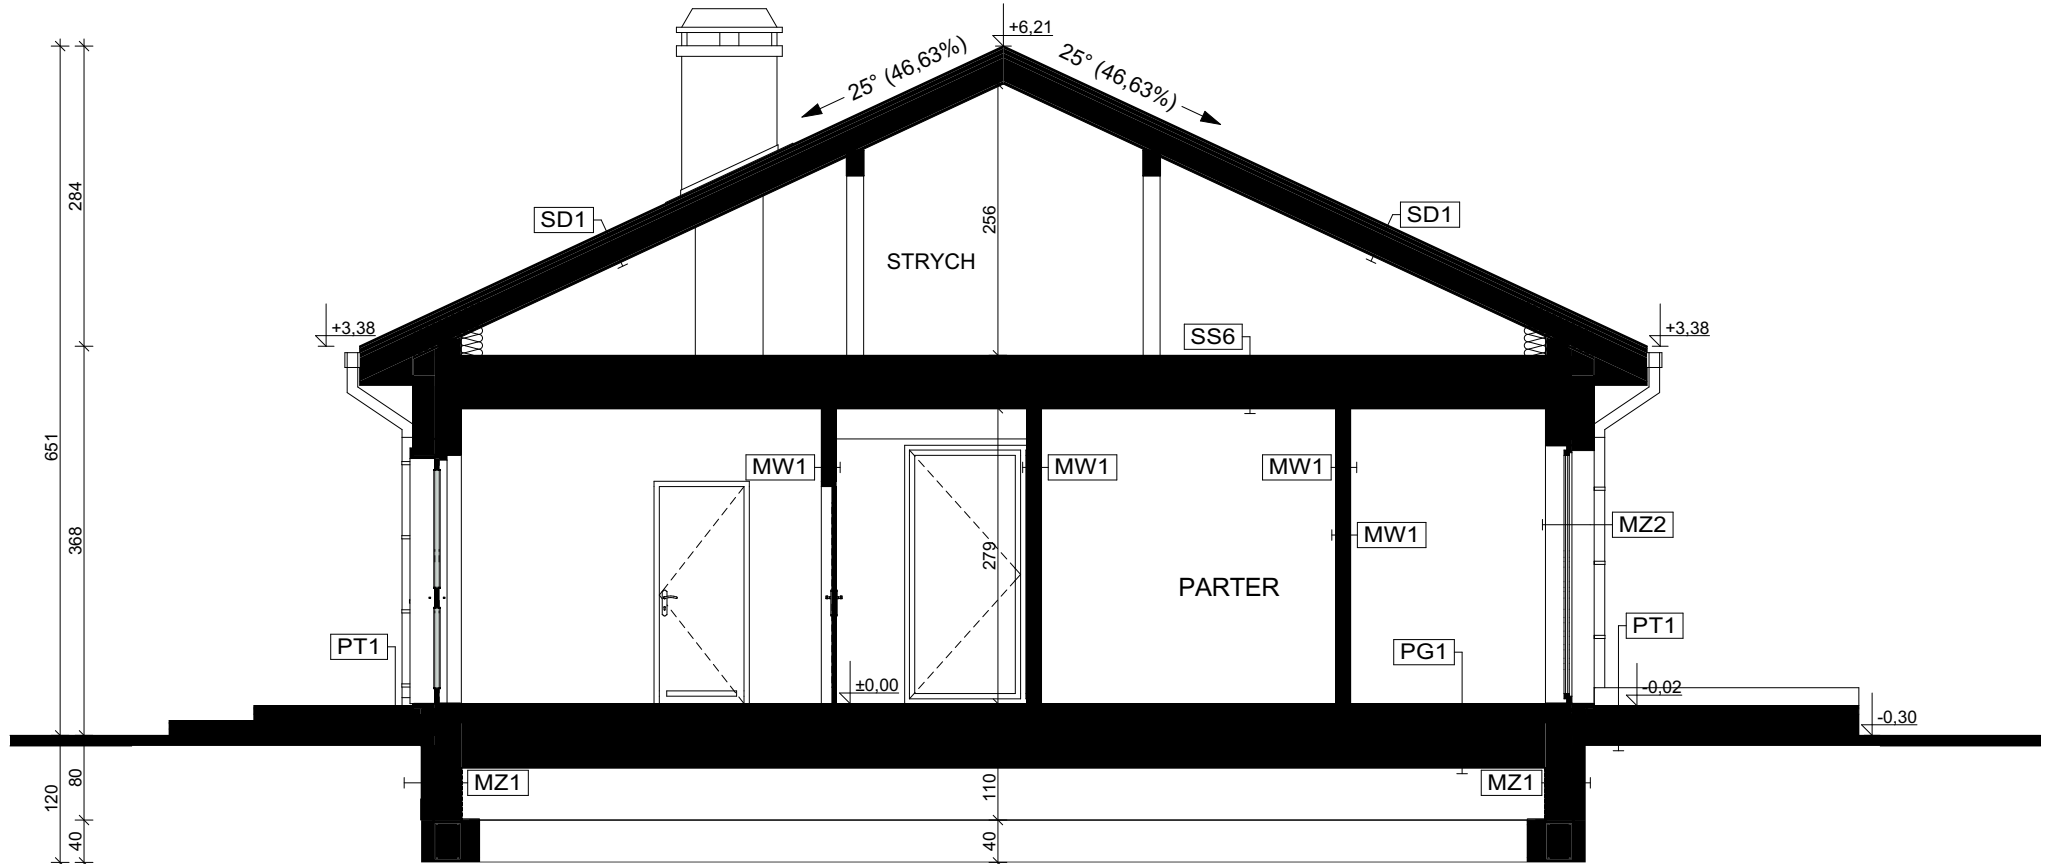 +6,21
25° (46,63%)
25° (46,63%)
284
256
SD1
SD1
STRYCH
+3,38
+3,38
SS6
651
368
MW1
MW1
MW1
MW1
MZ2
279
PARTER
PT1
PT1
PG1
±0,00
-0,02
-0,30
120
80
MZ1
110
MZ1
40
40